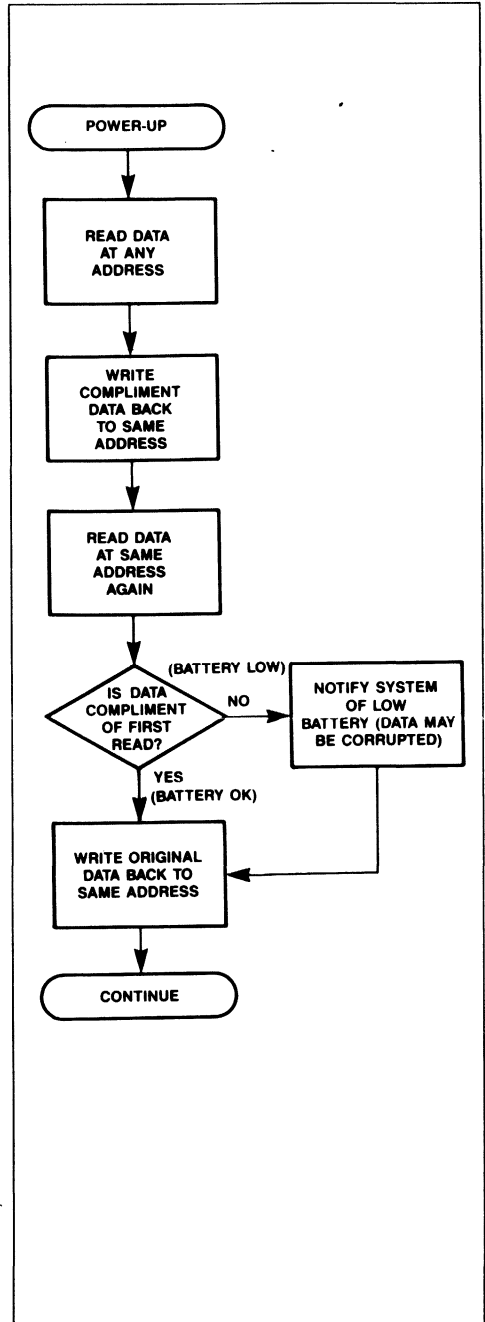 POWER-UP
READ DATA
AT ANY
ADDRESS
WRITE
COMPLIMENT
DATA BACK
TO SAME
ADDRESS
READ DATA
AT SAME
ADDRESS
AGAIN
IS DATA
COMPLIMENT
OF FIRST
READ?
(BATTERY LOW)
NO
NOTIFY SYSTEM
OF LOW
BATTERY (DATA MAY
BE CORRUPTED)
YES
(BATTERY OK)
WRITE ORIGINAL
DATA BACK TO
SAME ADDRESS
CONTINUE